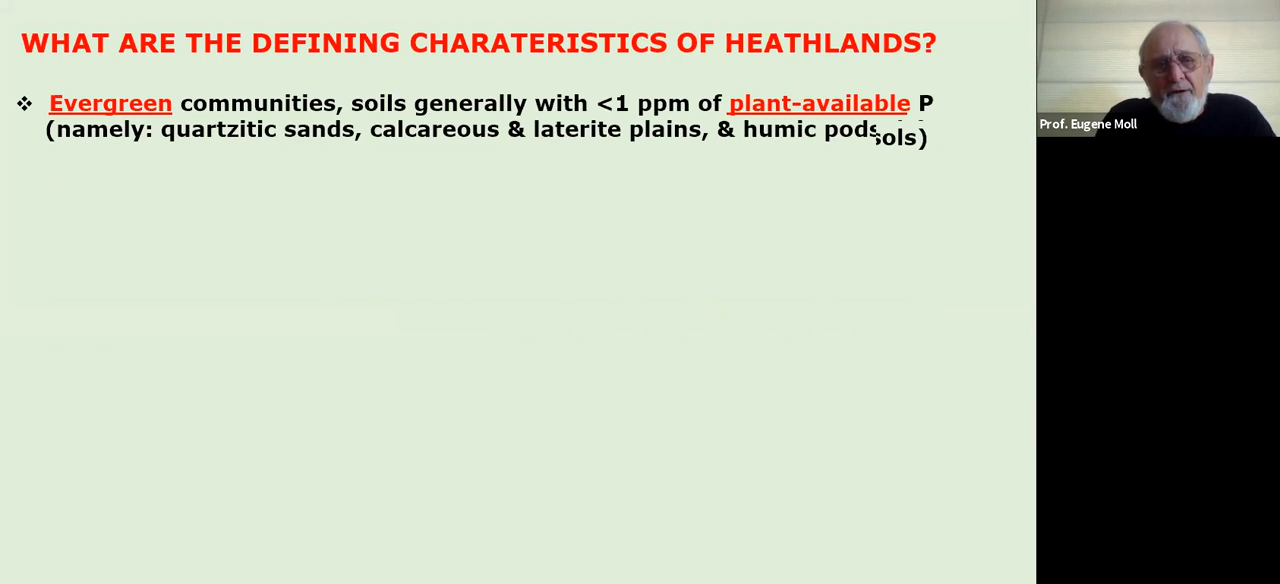 WHAT ARE THE DEFINING CHARATERISTICS OF HEATHLANDS?
❖ Evergreen communities, soils generally with <1 ppm of plant-available P
(namely: quartzitic sands, calcareous & laterite plains, & humic podsols)
Prof. Eugene Moll